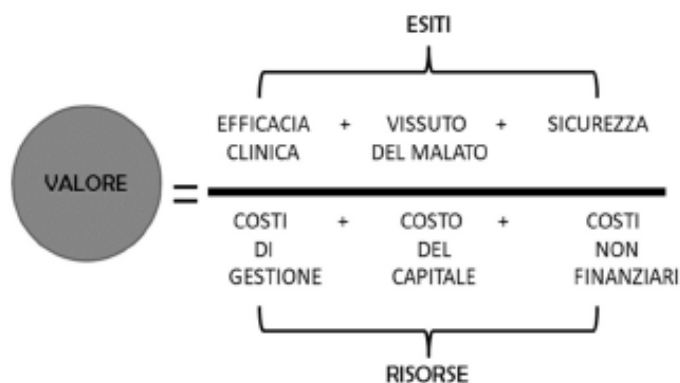 ESITI
EFFICACIA + VISSUTO + SICUREZZA
CLINICA DEL MALATO
VALORE =
COSTI + COSTO + COSTI
DI DEL NON
GESTIONE CAPITALE FINANZIARI
RISORSE